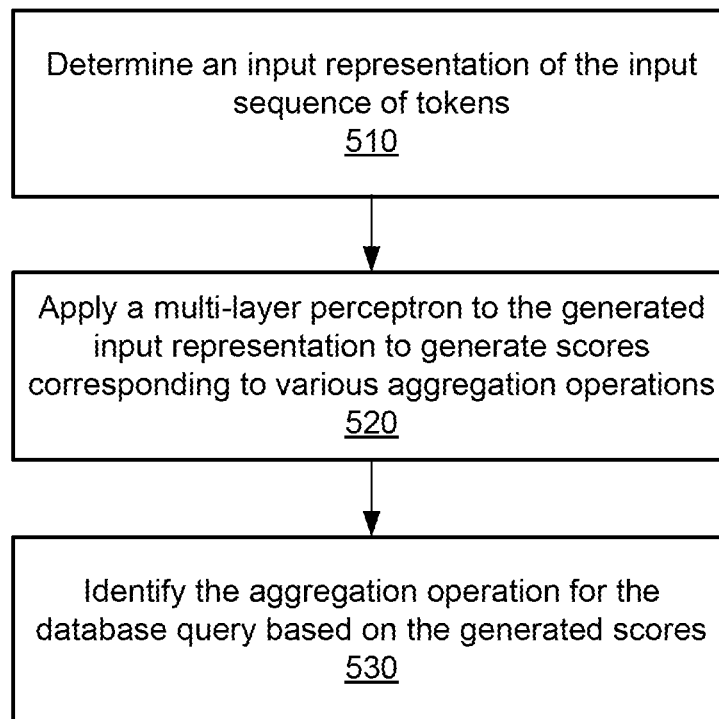 Determine an input representation of the input
sequence of tokens
510
Apply a multi-layer perceptron to the generated
input representation to generate scores
corresponding to various aggregation operations
520
Identify the aggregation operation for the
database query based on the generated scores
530